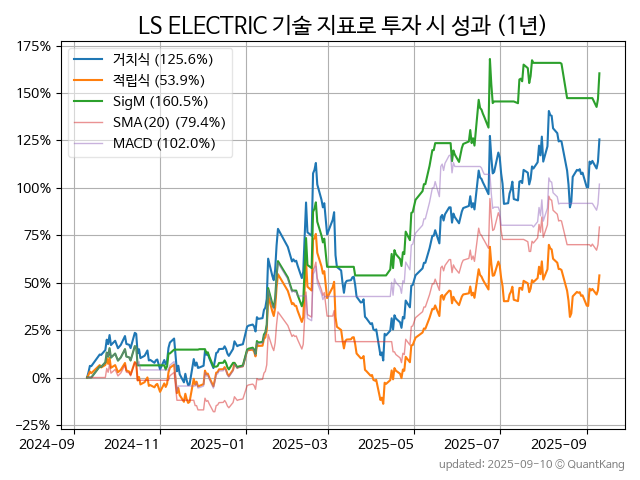 LS ELECTRIC 기술 지표로 투자 시 성과 (1년)
175%
150%
125%
100%
75%
50%
25%
0%
−25%
거치식 (125.6%)
적립식 (53.9%)
SigM (160.5%)
SMA(20) (79.4%)
MACD (102.0%)
2024-09 2024-11 2025-01 2025-03 2025-05 2025-07 2025-09
updated: 2025-09-10 © QuantKang